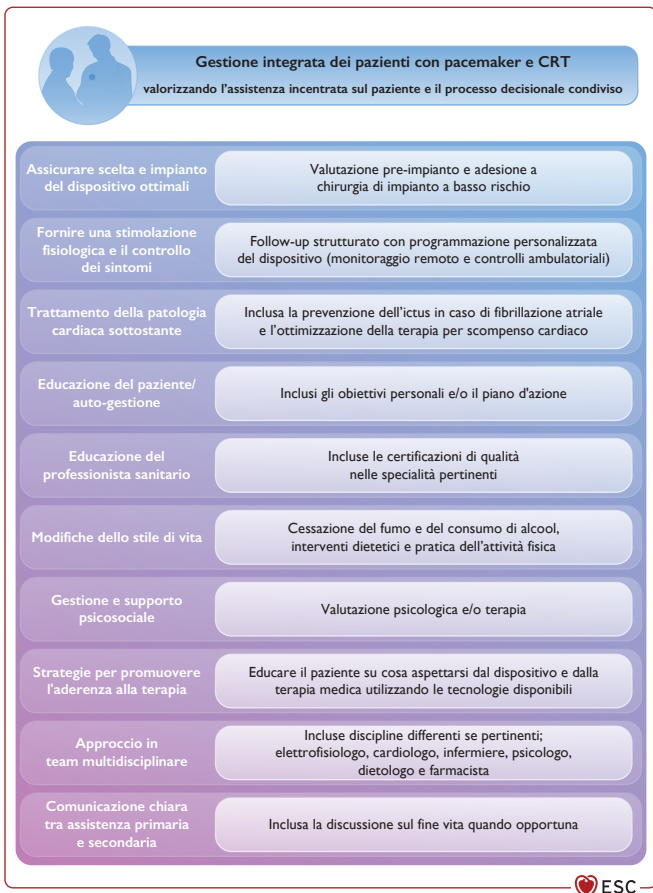 Gestione integrata dei pazienti con pacemaker e CRT
valorizzando l'assistenza incentrata sul paziente e il processo decisionale condiviso
Assicurare scelta e impianto
del dispositivo ottimali
Valutazione pre-impianto e adesione a
chirurgia di impianto a basso rischio
Fornire una stimolazione
fisiologica e il controllo
dei sintomi
Follow-up strutturato con programmazione personalizzata
del dispositivo (monitoraggio remoto e controlli ambulatoriali)
Trattamento della patologia
cardiaca sottostante
Inclusa la prevenzione dell'ictus in caso di fibrillazione atriale
e l'ottimizzazione della terapia per scompenso cardiaco
Educazione del paziente/
auto-gestione
Inclusi gli obiettivi personali e/o il piano d'azione
Educazione del
professionista sanitario
Incluse le certificazioni di qualità
nelle specialità pertinenti
Modifiche dello stile di vita
Cessazione del fumo e del consumo di alcool,
interventi dietetici e pratica dell'attività fisica
Gestione e supporto
psicosociale
Valutazione psicologica e/o terapia
Strategie per promuovere
l'aderenza alla terapia
Educare il paziente su cosa aspettarsi dal dispositivo e dalla
terapia medica utilizzando le tecnologie disponibili
Approccio in
team multidisciplinare
Incluse discipline differenti se pertinenti;
elettrofisiologo, cardiologo, infermiere, psicologo,
dietologo e farmacista
Comunicazione chiara
tra assistenza primaria
e secondaria
Inclusa la discussione sul fine vita quando opportuna
ESC